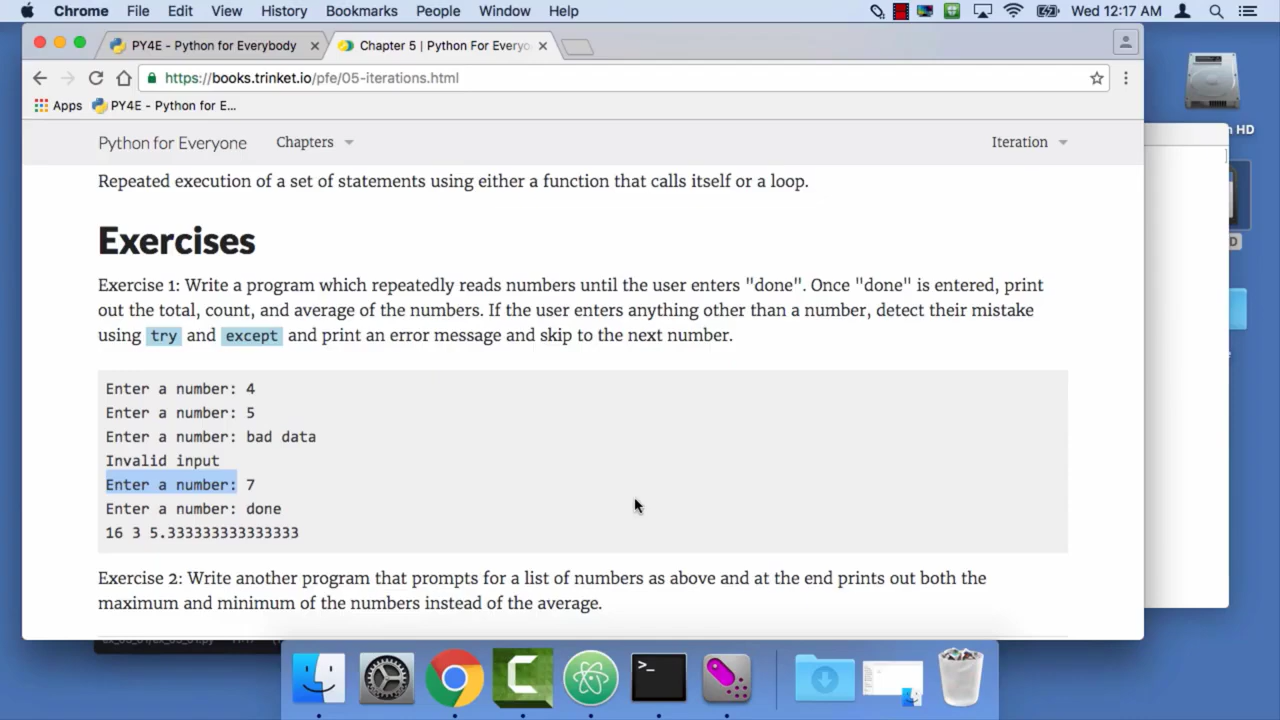 Chrome File Edit View History Bookmarks People Window Help Wed 12:17 AM
PY4E - Python for Everybody Chapter 5 | Python For Everyo
https://books.trinket.io/pfe/05-iterations.html
Apps PY4E - Python for E...
HD
Python for Everyone Chapters Iteration
Repeated execution of a set of statements using either a function that calls itself or a loop.
Exercises
Exercise 1: Write a program which repeatedly reads numbers until the user enters "done". Once "done" is entered, print
out the total, count, and average of the numbers. If the user enters anything other than a number, detect their mistake
using try and except and print an error message and skip to the next number.
Enter a number: 4
Enter a number: 5
Enter a number: bad data
Invalid input
Enter a number: 7
Enter a number: done
16 3 5.333333333333333
Exercise 2: Write another program that prompts for a list of numbers as above and at the end prints out both the
maximum and minimum of the numbers instead of the average.